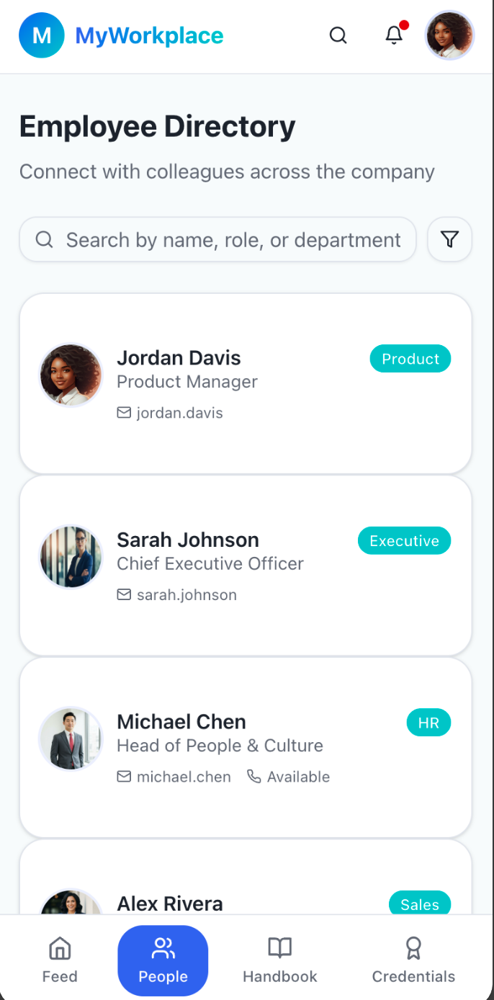 M MyWorkplace
Employee Directory
Connect with colleagues across the company
Search by name, role, or department
Jordan Davis Product
Product Manager
jordan.davis
Sarah Johnson Executive
Chief Executive Officer
sarah.johnson
Michael Chen HR
Head of People & Culture
michael.chen Available
Alex Rivera Sales
Feed People Handbook Credentials